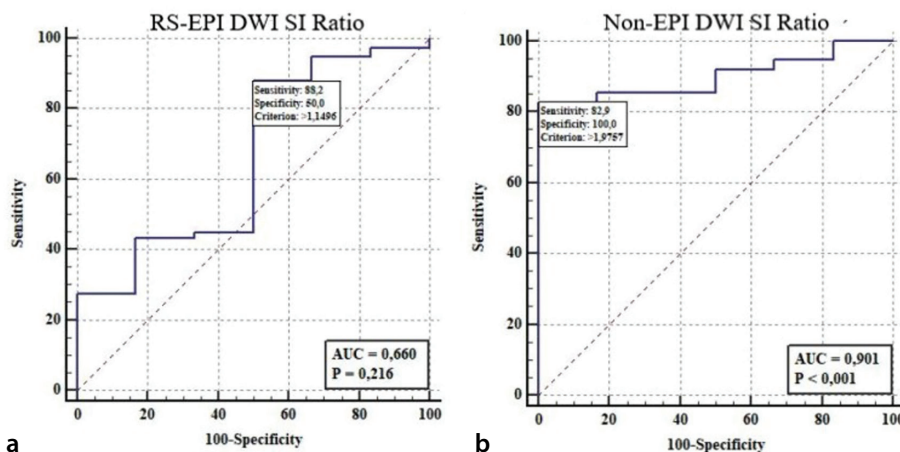 RS-EPI DWI SI Ratio
100
80
60
40
20
0
Sensitivity
Sensitivity: 88,2
Specificity: 50,0
Criterion: >1,1496
AUC = 0,660
P = 0,216
0 20 40 60 80 100
100-Specificity
a
Non-EPI DWI SI Ratio
100
80
60
40
20
0
Sensitivity
Sensitivity: 82,9
Specificity: 100,0
Criterion: >1,9757
AUC = 0,901
P < 0,001
0 20 40 60 80 100
100-Specificity
b